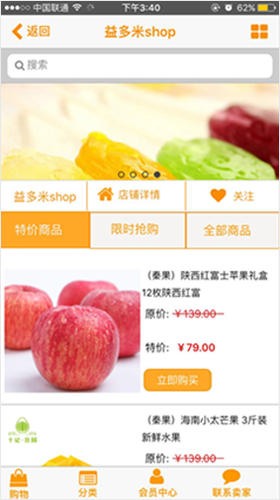 中国联通 下午3:40 62%
返回 益多米shop
搜索
益多米shop 店铺详情 关注
特价商品 限时抢购 全部商品
（秦果）陕西红富士苹果礼盒
12枚陕西红富
原价: ￥139.00
特价: ￥79.00
立即购买
（秦果）海南小太芒果 3斤装
新鲜水果
原价: ￥139.00
购物 分类 会员中心 联系卖家